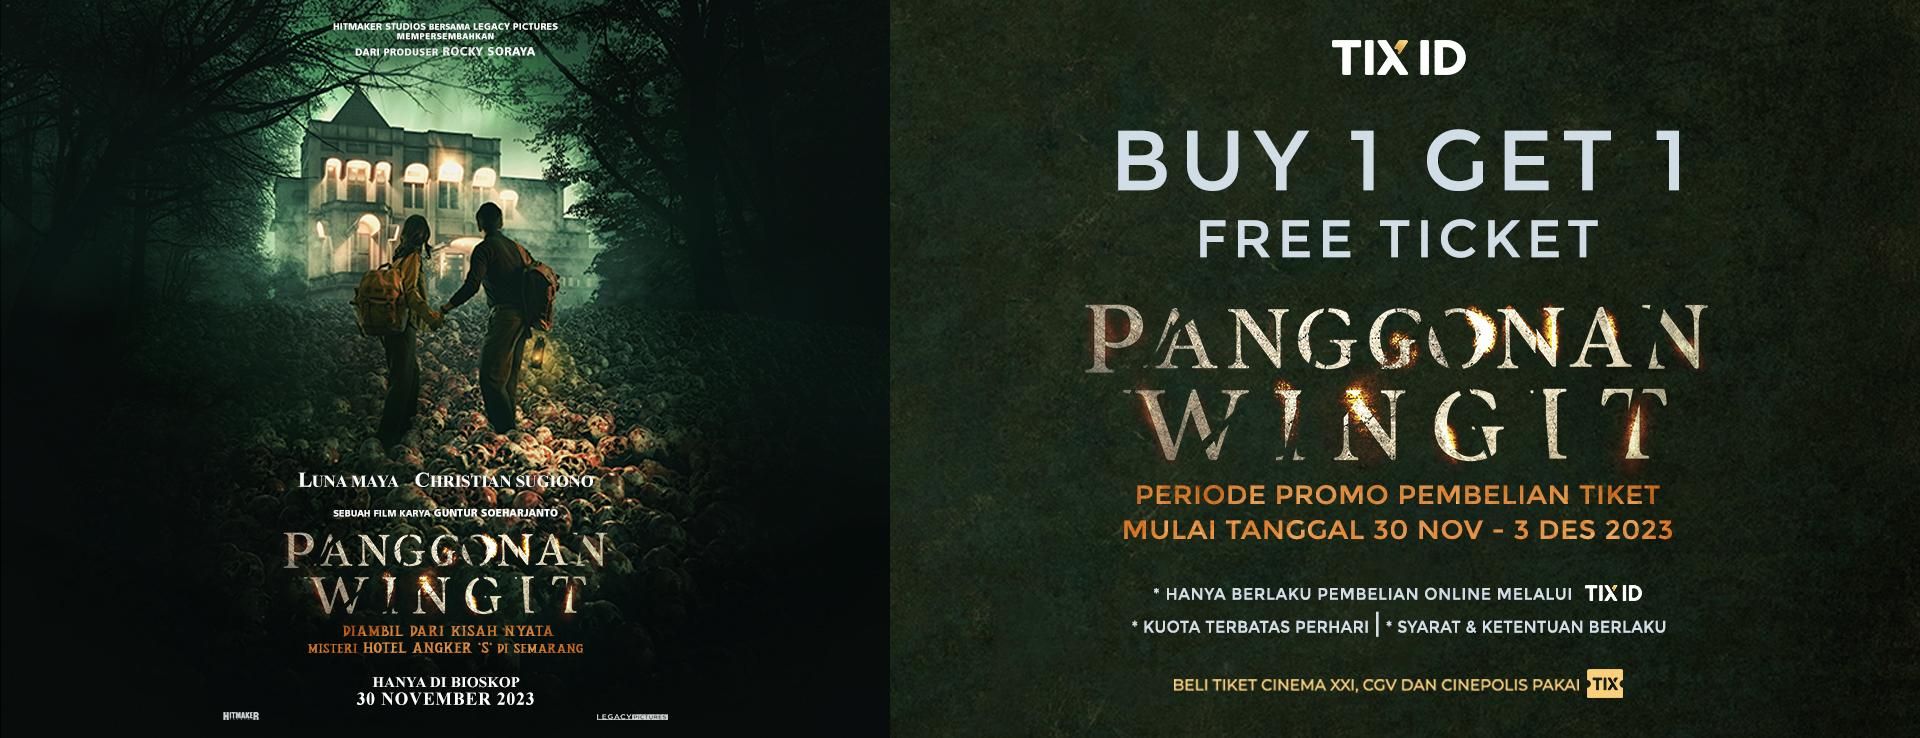 HITMAKER STUDIOS BERSAMA LEGACY PICTURES
MEMPERSEMBAHKAN
DARI PRODUSER ROCKY SORAYA
LUNA MAYA CHRISTIAN SUGIONO
SEBUAH FILM KARYA GUNTUR SOEHARJANTO
PANGGONAN
WINGIT
DIAMBIL DARI KISAH NYATA
MISTERI HOTEL ANGKER 'S' DI SEMARANG
HANYA DI BIOSKOP
30 NOVEMBER 2023
HITMAKER
LEGACY PICTURES
TIX ID
BUY 1 GET 1
FREE TICKET
PANGGONAN
WINGIT
PERIODE PROMO PEMBELIAN TIKET
MULAI TANGGAL 30 NOV - 3 DES 2023
* HANYA BERLAKU PEMBELIAN ONLINE MELALUI TIX ID
* KUOTA TERBATAS PERHARI | * SYARAT & KETENTUAN BERLAKU
BELI TIKET CINEMA XXI, CGV DAN CINEPOLIS PAKAI TIX